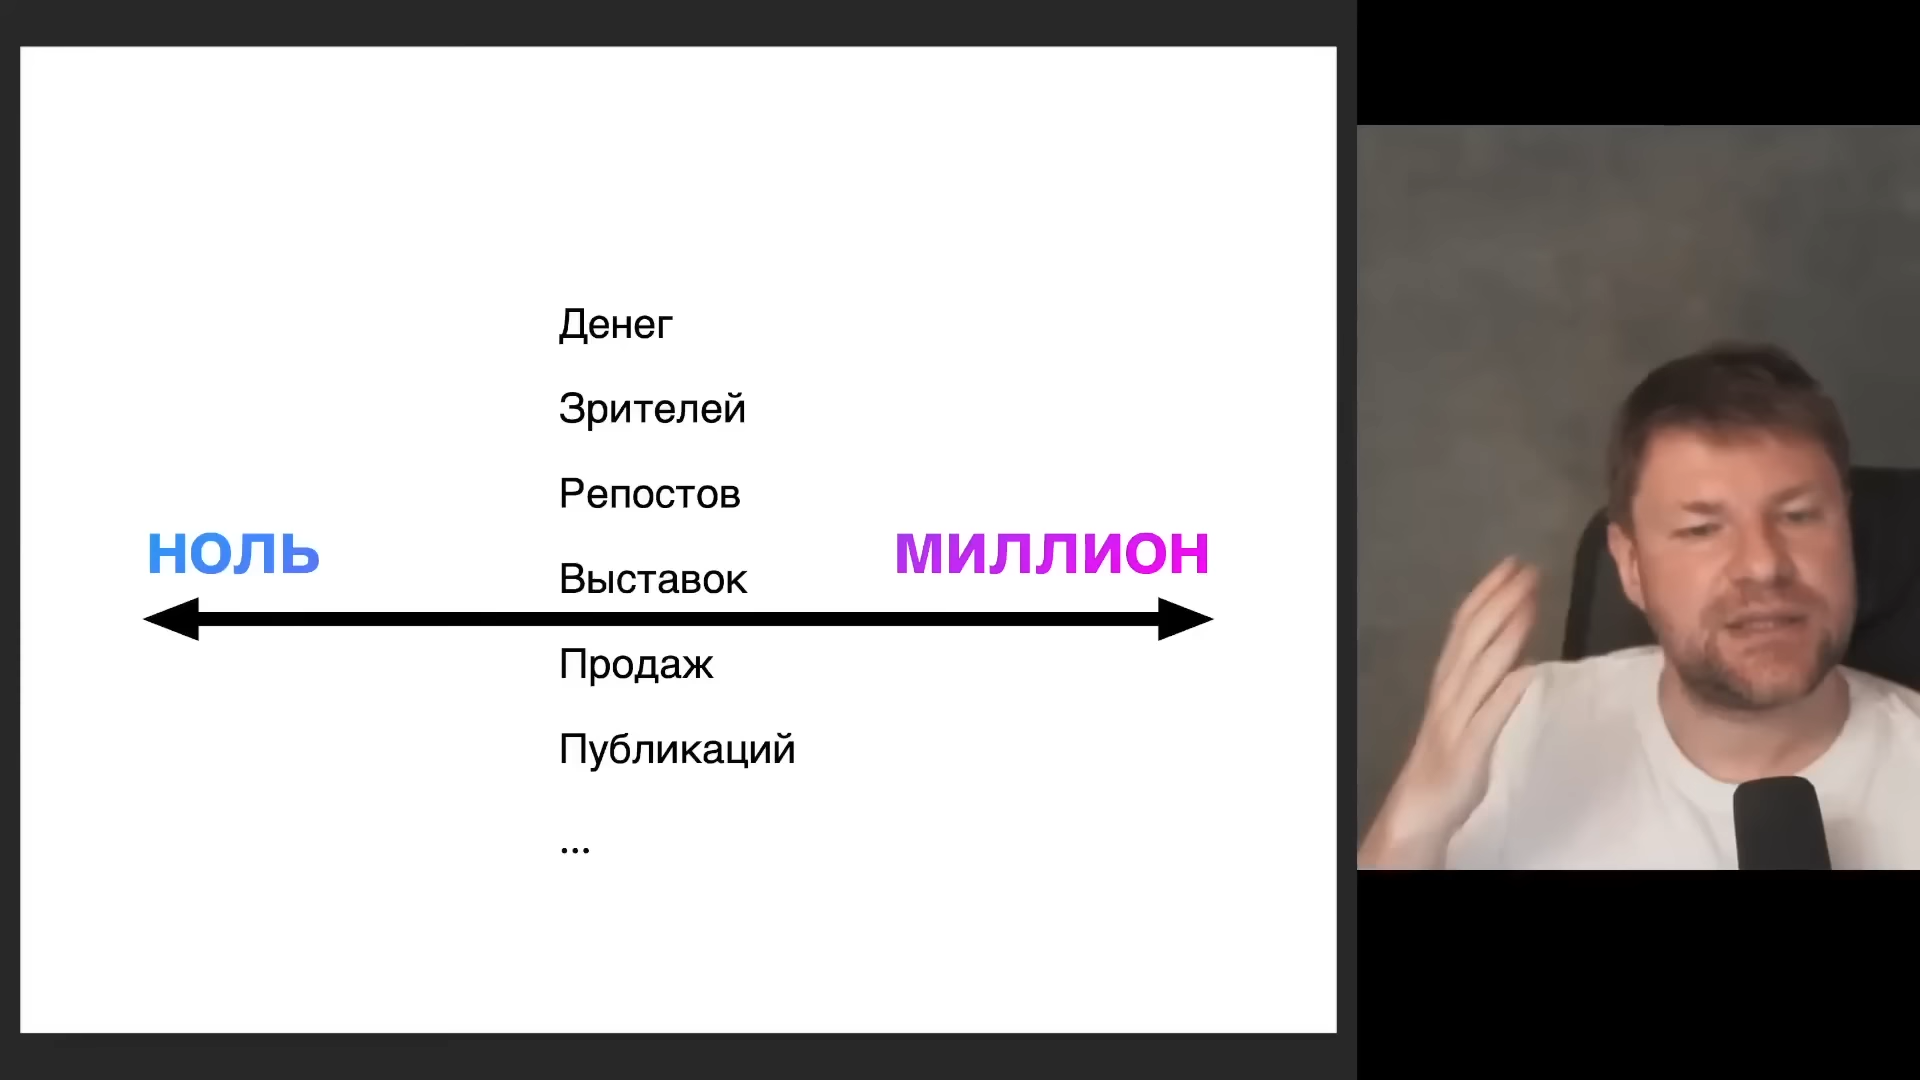 Денег
Зрителей
Репостов
НОЛЬ
Выставок
МИЛЛИОН
Продаж
Публикаций
...